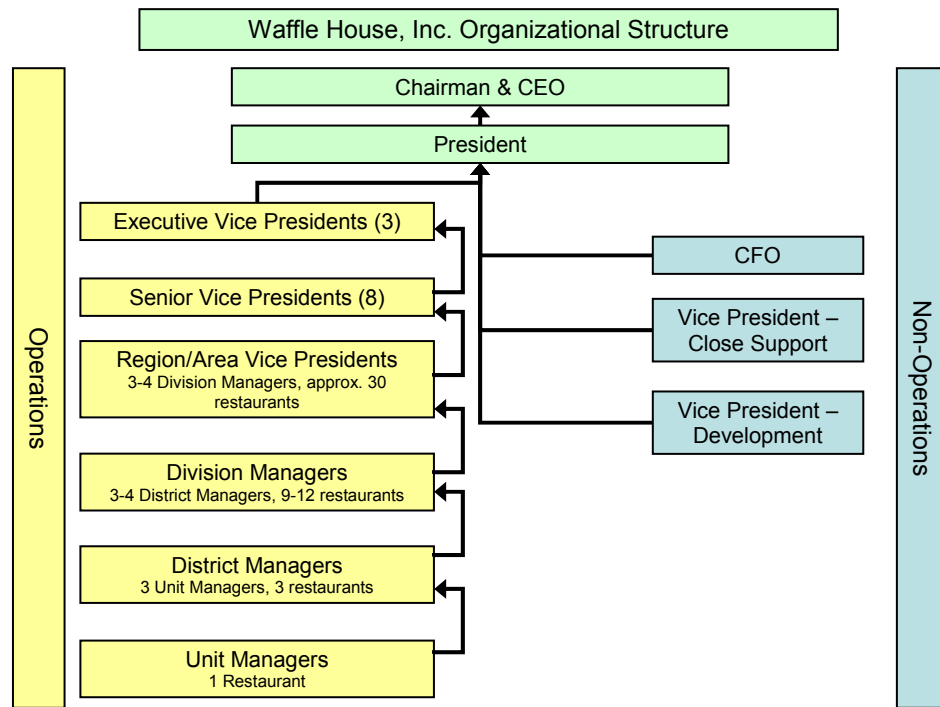 Waffle House, Inc. Organizational Structure
Chairman & CEO
President
Operations
Executive Vice Presidents (3)
Senior Vice Presidents (8)
Region/Area Vice Presidents
3-4 Division Managers, approx. 30
restaurants
Division Managers
3-4 District Managers, 9-12 restaurants
District Managers
3 Unit Managers, 3 restaurants
Unit Managers
1 Restaurant
CFO
Vice President –
Close Support
Vice President –
Development
Non-Operations